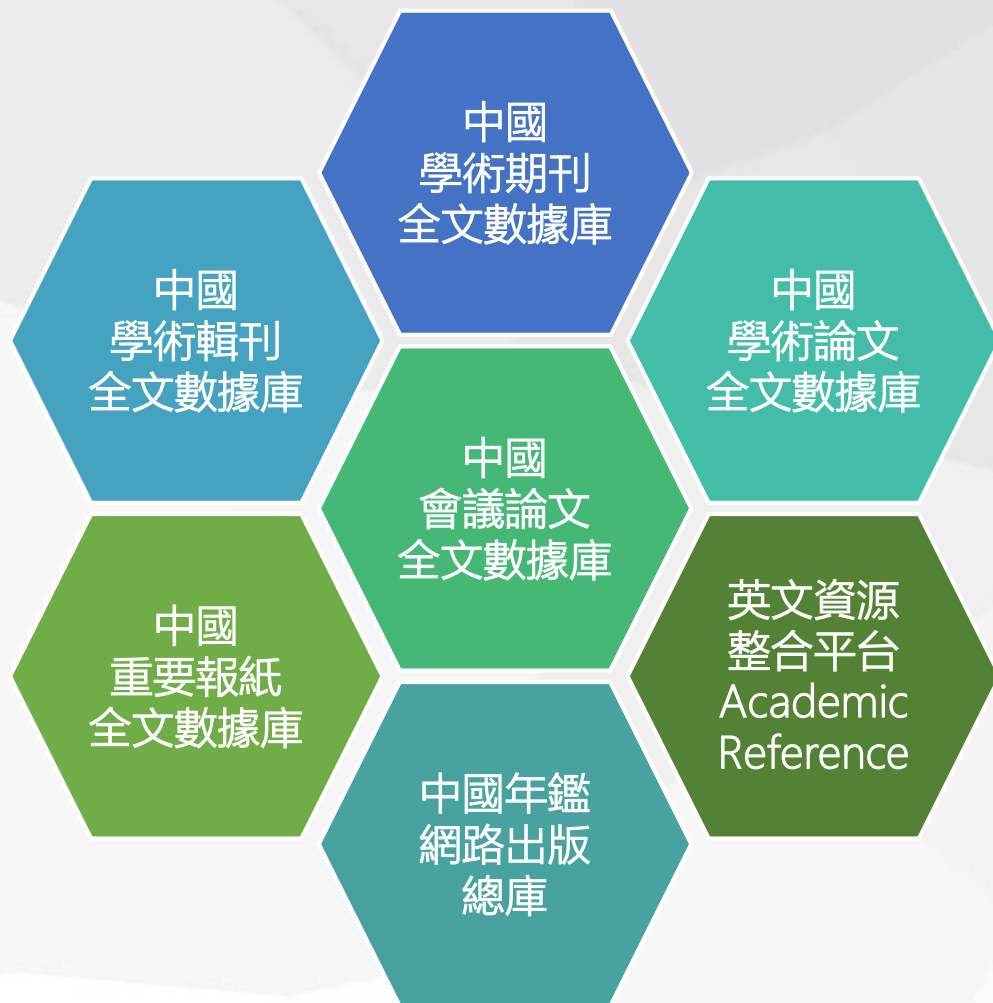 中國
學術期刊
全文數據庫
中國
學術輯刊
全文數據庫
中國
學術論文
全文數據庫
中國
會議論文
全文數據庫
中國
重要報紙
全文數據庫
英文資源
整合平台
Academic
Reference
中國年鑑
網路出版
總庫